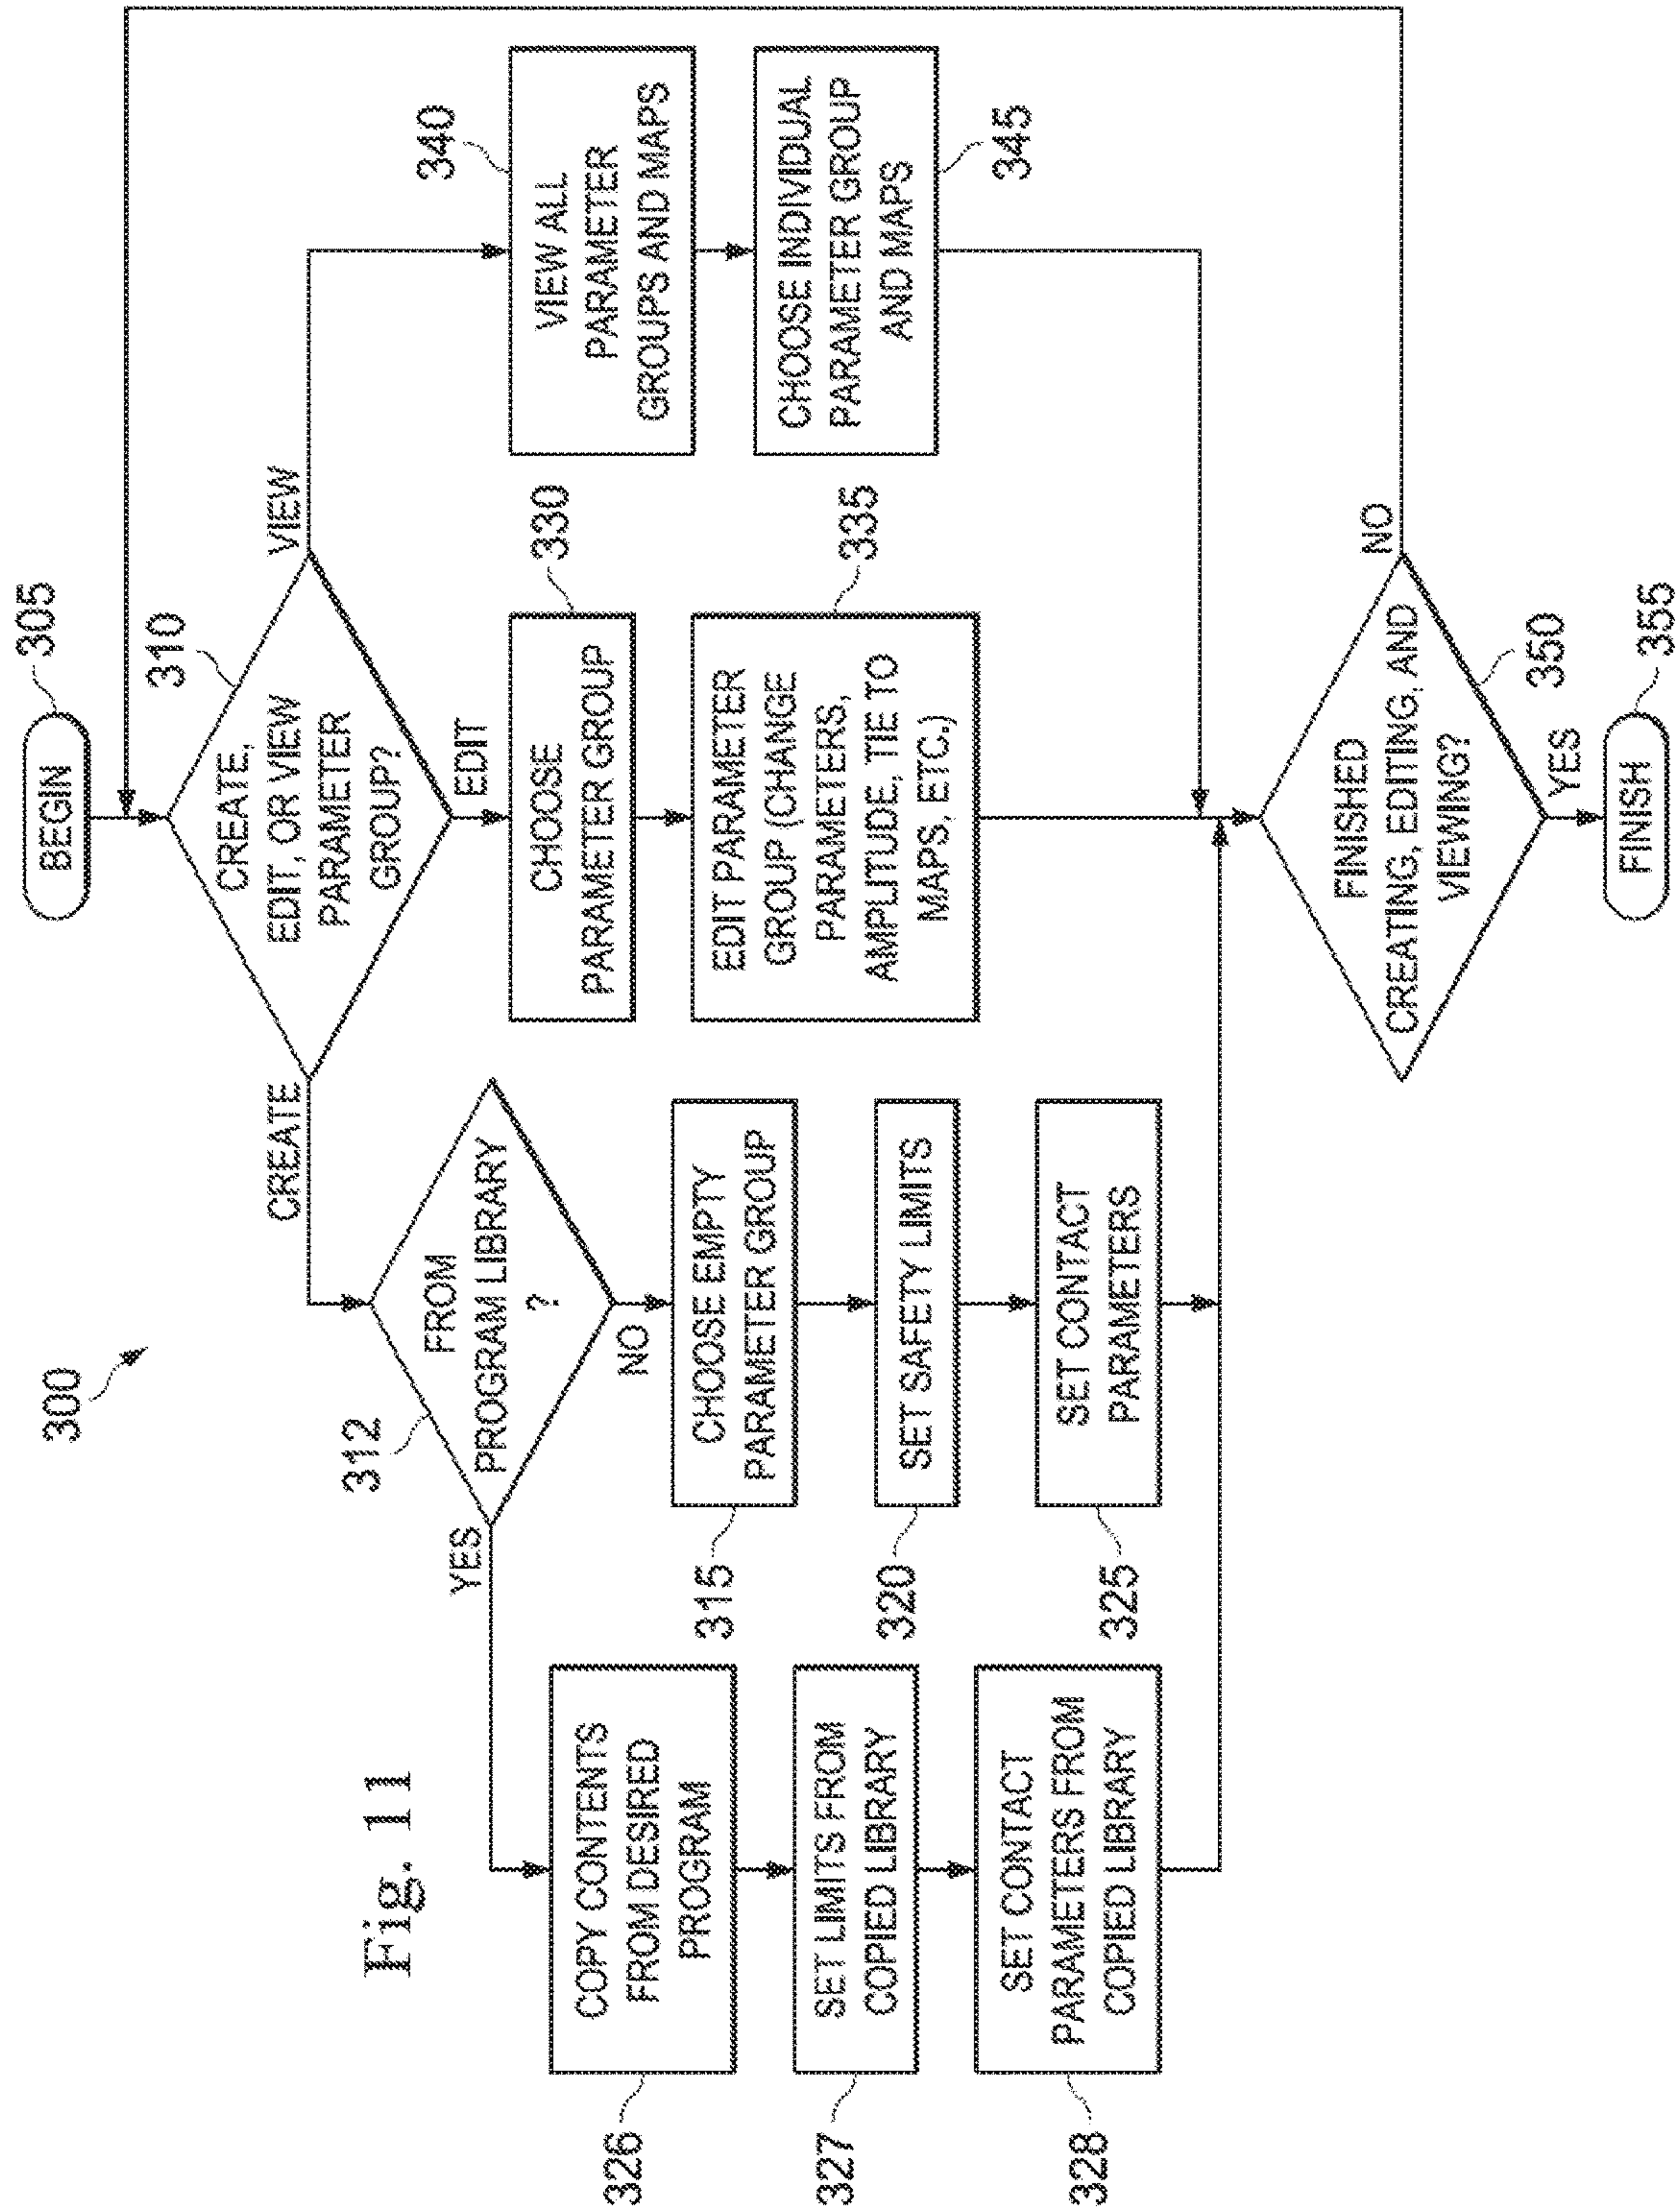 Fig. 11
300
BEGIN
305
310
CREATE,
EDIT, OR VIEW
PARAMETER
GROUP?
CREATE
EDIT
VIEW
312
FROM
PROGRAM LIBRARY
?
YES
NO
COPY CONTENTS
FROM DESIRED
PROGRAM
326
SET LIMITS FROM
COPIED LIBRARY
327
SET CONTACT
PARAMETERS FROM
COPIED LIBRARY
328
CHOOSE EMPTY
PARAMETER GROUP
315
SET SAFETY LIMITS
320
SET CONTACT
PARAMETERS
325
CHOOSE
PARAMETER GROUP
330
EDIT PARAMETER
GROUP (CHANGE
PARAMETERS,
AMPLITUDE, TIE TO
MAPS, ETC.)
335
VIEW ALL
PARAMETER
GROUPS AND MAPS
340
CHOOSE INDIVIDUAL
PARAMETER GROUP
AND MAPS
345
FINISHED
CREATING, EDITING, AND
VIEWING?
350
NO
YES
FINISH
355